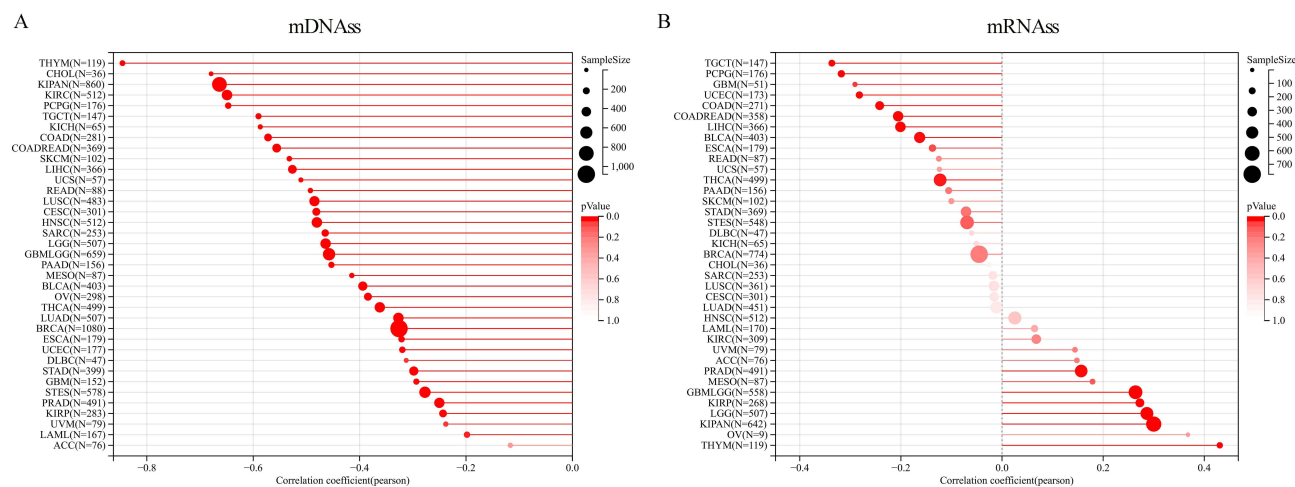 A
mDNAss
THYM(N=119)
CHOL(N=36)
KIPAN(N=860)
KIRC(N=512)
PCPG(N=176)
TGCT(N=147)
KICH(N=65)
COAD(N=281)
COADREAD(N=369)
SKCM(N=102)
LIHC(N=366)
UCS(N=57)
READ(N=88)
LUSC(N=483)
CESC(N=301)
HNSC(N=512)
SARC(N=253)
LGG(N=507)
GBMLGG(N=659)
PAAD(N=156)
MESO(N=87)
BLCA(N=403)
OV(N=298)
THCA(N=499)
LUAD(N=507)
BRCA(N=1080)
ESCA(N=179)
UCEC(N=177)
DLBC(N=47)
STAD(N=399)
GBM(N=152)
STES(N=578)
PRAD(N=491)
KIRP(N=283)
UVM(N=79)
LAML(N=167)
ACC(N=76)
−0.8 −0.6 −0.4 −0.2 0.0
Correlation coefficient(pearson)
SampleSize
200
400
600
800
1,000
pValue
0.0
0.2
0.4
0.6
0.8
1.0
B
mRNAss
TGCT(N=147)
PCPG(N=176)
GBM(N=51)
UCEC(N=173)
COAD(N=271)
COADREAD(N=358)
LIHC(N=366)
BLCA(N=403)
ESCA(N=179)
READ(N=87)
UCS(N=57)
THCA(N=499)
PAAD(N=156)
SKCM(N=102)
STAD(N=369)
STES(N=548)
DLBC(N=47)
KICH(N=65)
BRCA(N=774)
CHOL(N=36)
SARC(N=253)
LUSC(N=361)
CESC(N=301)
LUAD(N=451)
HNSC(N=512)
LAML(N=170)
KIRC(N=309)
UVM(N=79)
ACC(N=76)
PRAD(N=491)
MESO(N=87)
GBMLGG(N=558)
KIRP(N=268)
LGG(N=507)
KIPAN(N=642)
OV(N=9)
THYM(N=119)
−0.4 −0.2 0.0 0.2 0.4
Correlation coefficient(pearson)
SampleSize
100
200
300
400
500
600
700
pValue
0.0
0.2
0.4
0.6
0.8
1.0